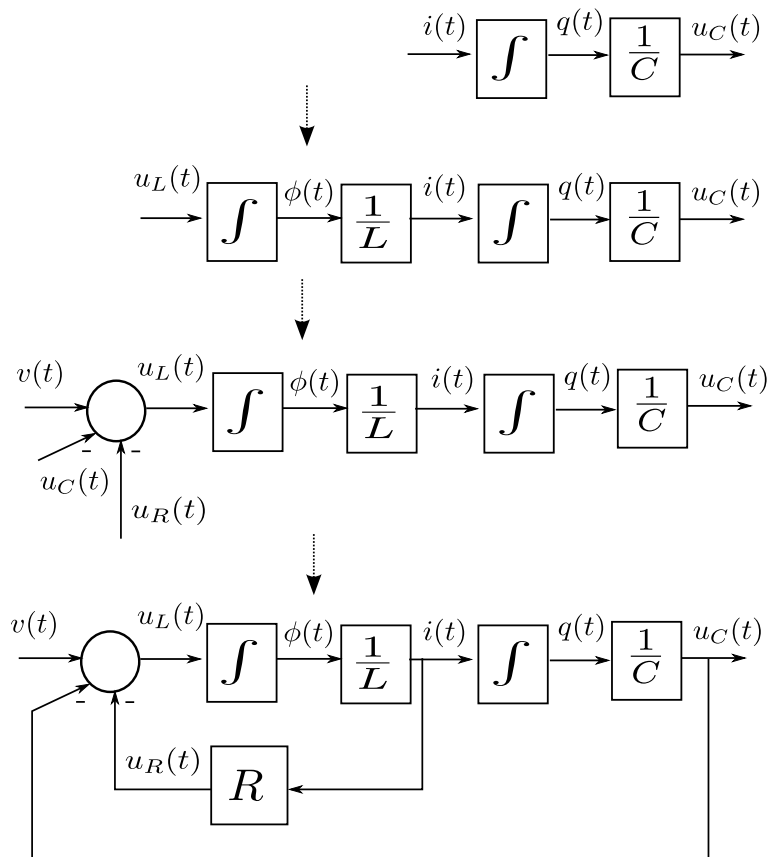 i(t) ∫ q(t) 1/C u_C(t)
u_L(t) ∫ ϕ(t) 1/L i(t) ∫ q(t) 1/C u_C(t)
v(t) u_L(t) ∫ ϕ(t) 1/L i(t) ∫ q(t) 1/C u_C(t)
- -
u_C(t)
u_R(t)
v(t) u_L(t) ∫ ϕ(t) 1/L i(t) ∫ q(t) 1/C u_C(t)
- -
u_R(t) R